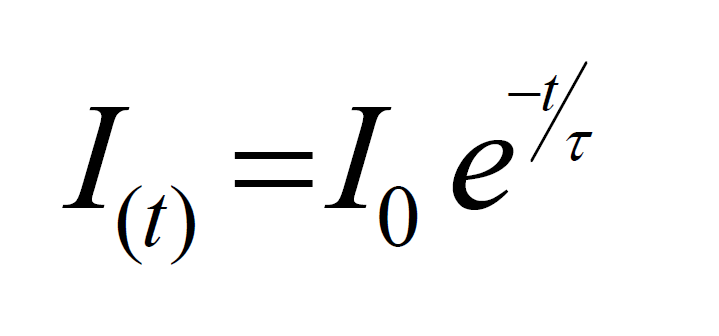 I₍t₎ = I₀ e^(−t/τ)